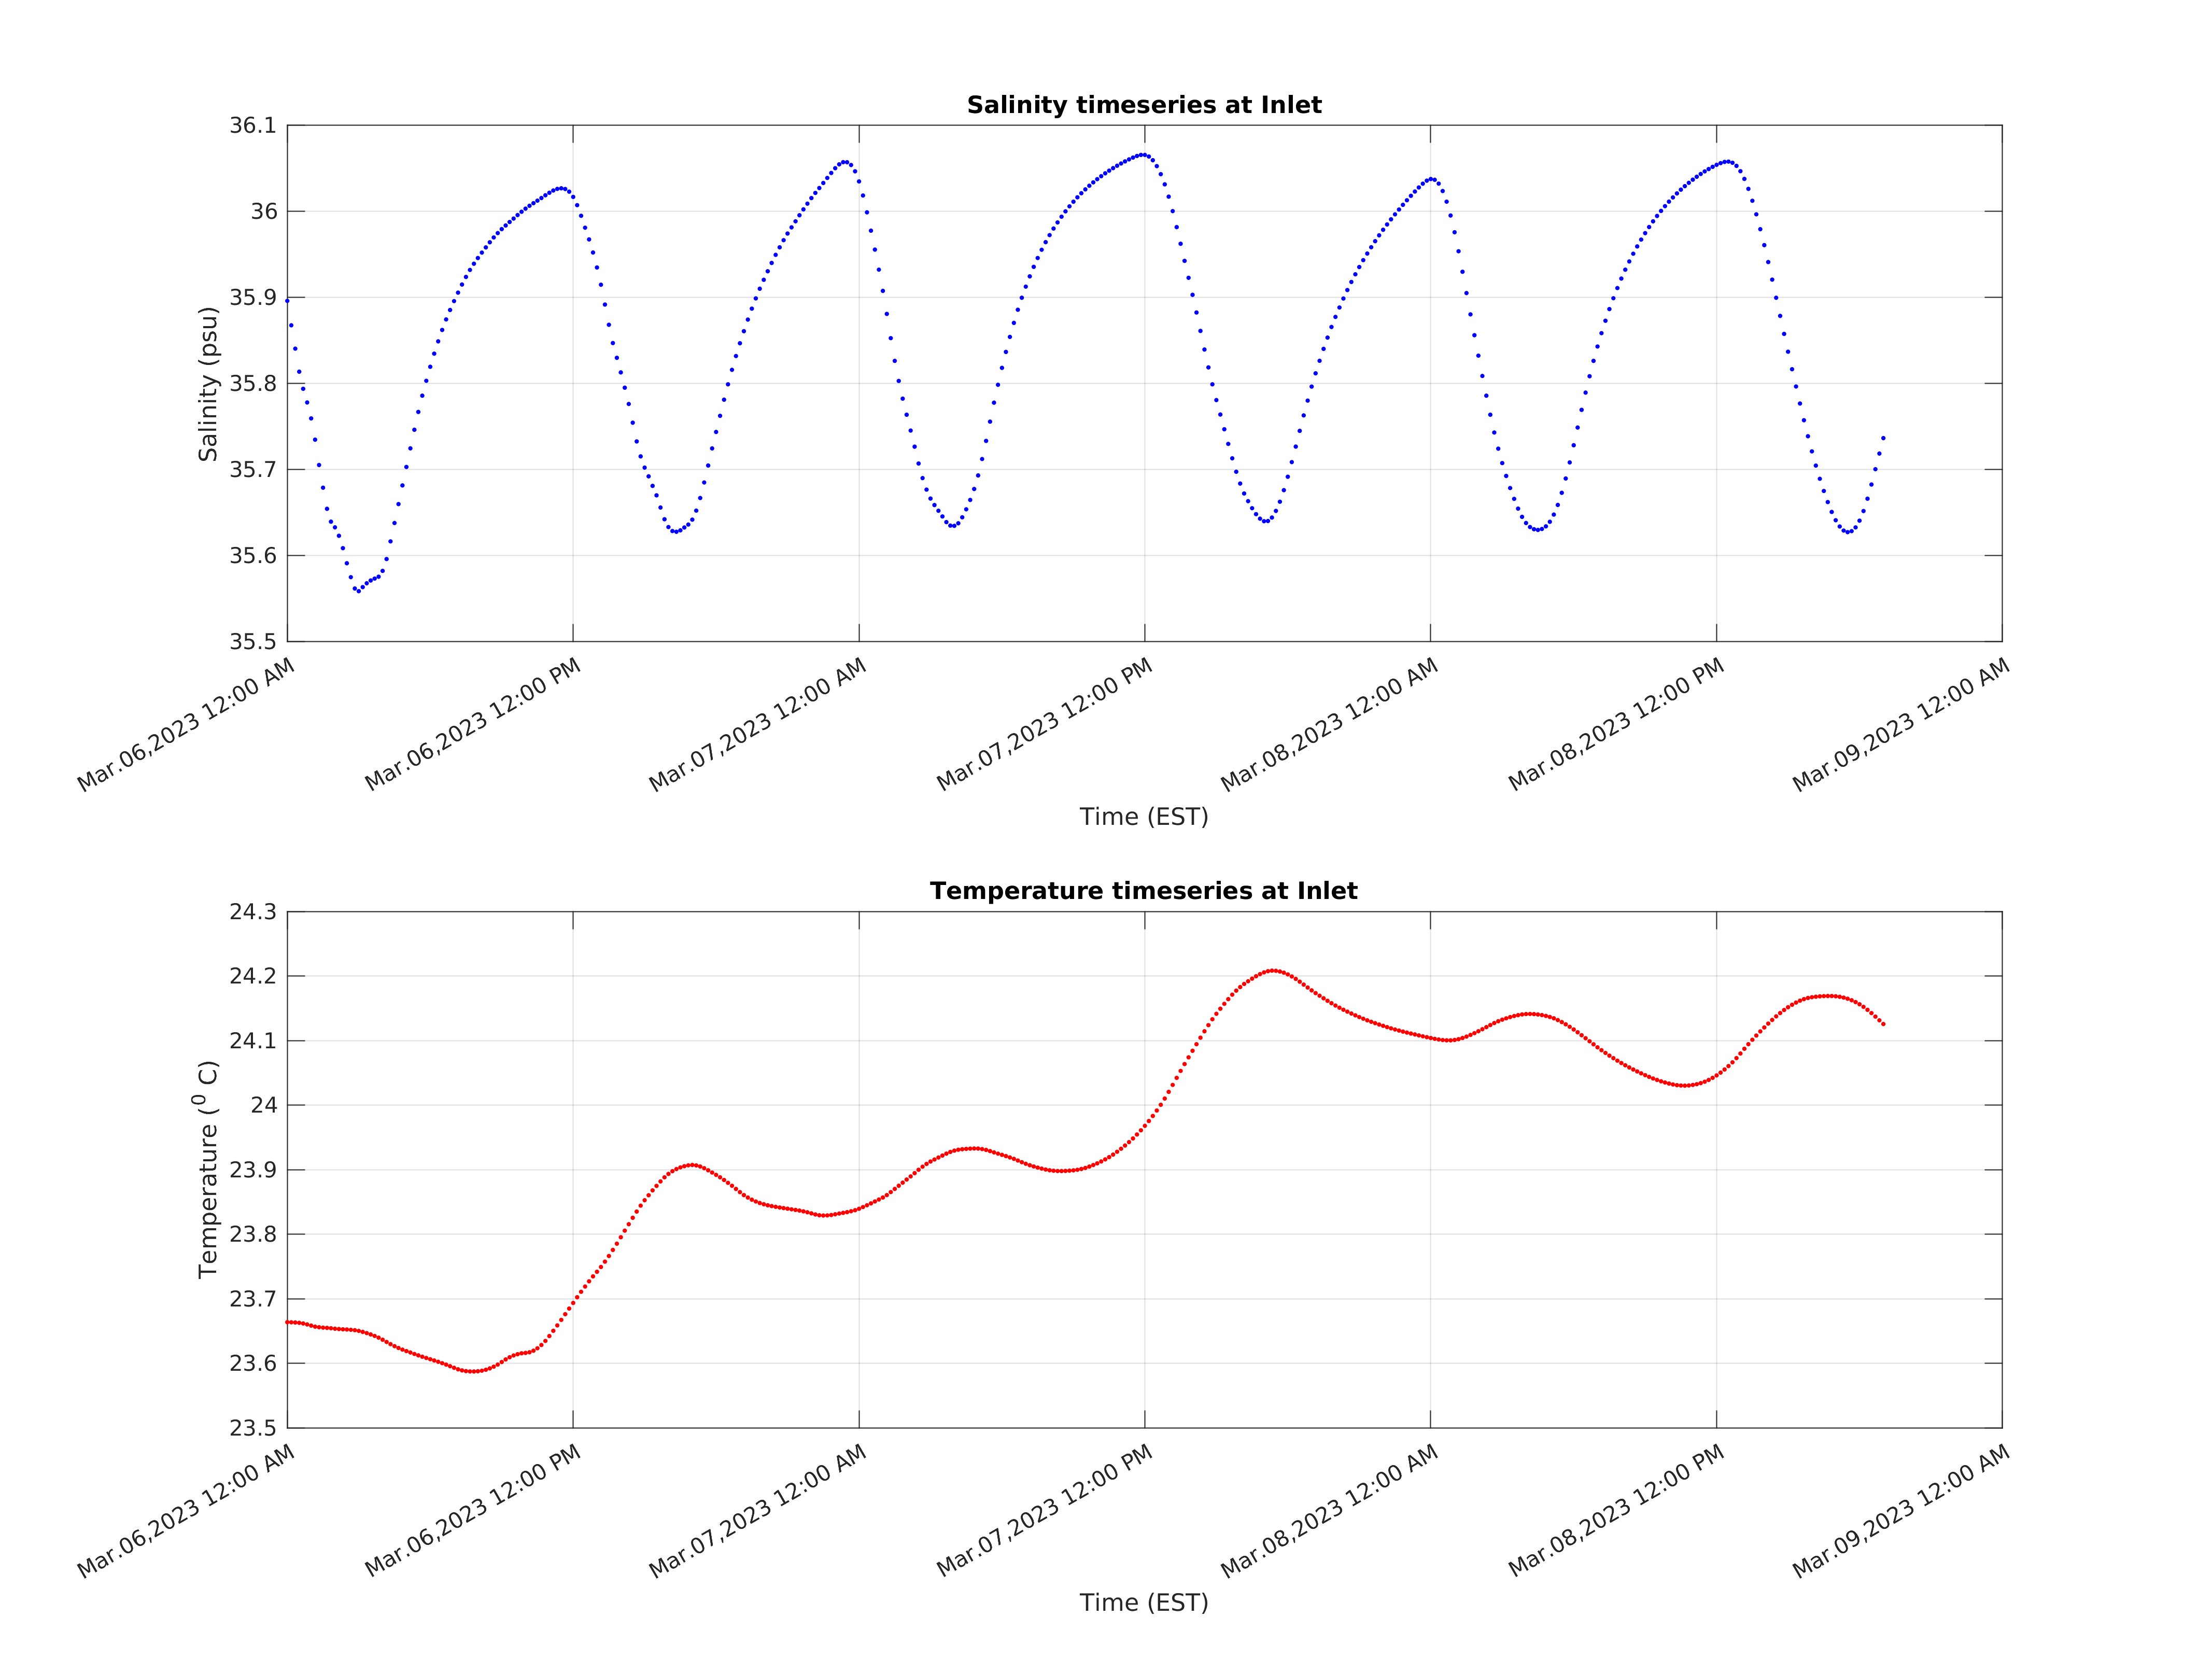 Salinity timeseries at Inlet
36.1
36
35.9
35.8
35.7
35.6
35.5
Salinity (psu)
Mar.06,2023 12:00 AM
Mar.06,2023 12:00 PM
Mar.07,2023 12:00 AM
Mar.07,2023 12:00 PM
Mar.08,2023 12:00 AM
Mar.08,2023 12:00 PM
Mar.09,2023 12:00 AM
Time (EST)
Temperature timeseries at Inlet
24.3
24.2
24.1
24
23.9
23.8
23.7
23.6
23.5
Temperature (⁰ C)
Mar.06,2023 12:00 AM
Mar.06,2023 12:00 PM
Mar.07,2023 12:00 AM
Mar.07,2023 12:00 PM
Mar.08,2023 12:00 AM
Mar.08,2023 12:00 PM
Mar.09,2023 12:00 AM
Time (EST)